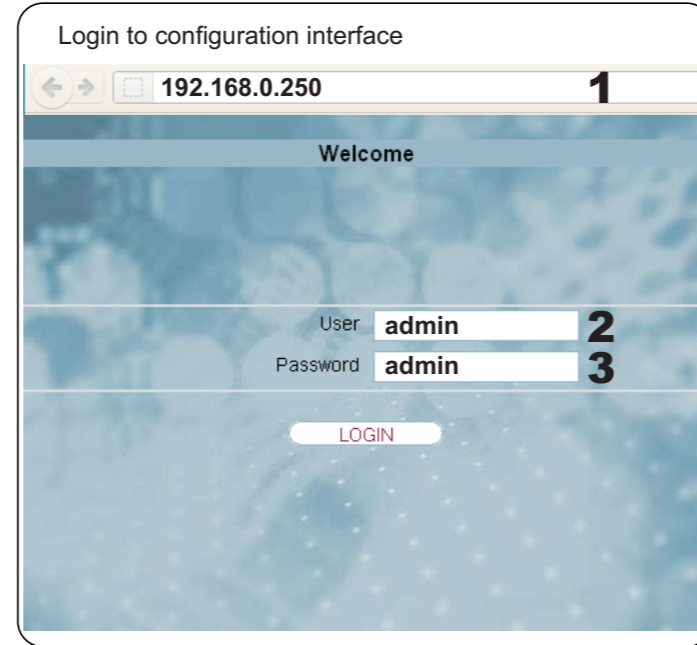 Login to configuration interface
192.168.0.250 1
Welcome
User admin 2
Password admin 3
LOGIN